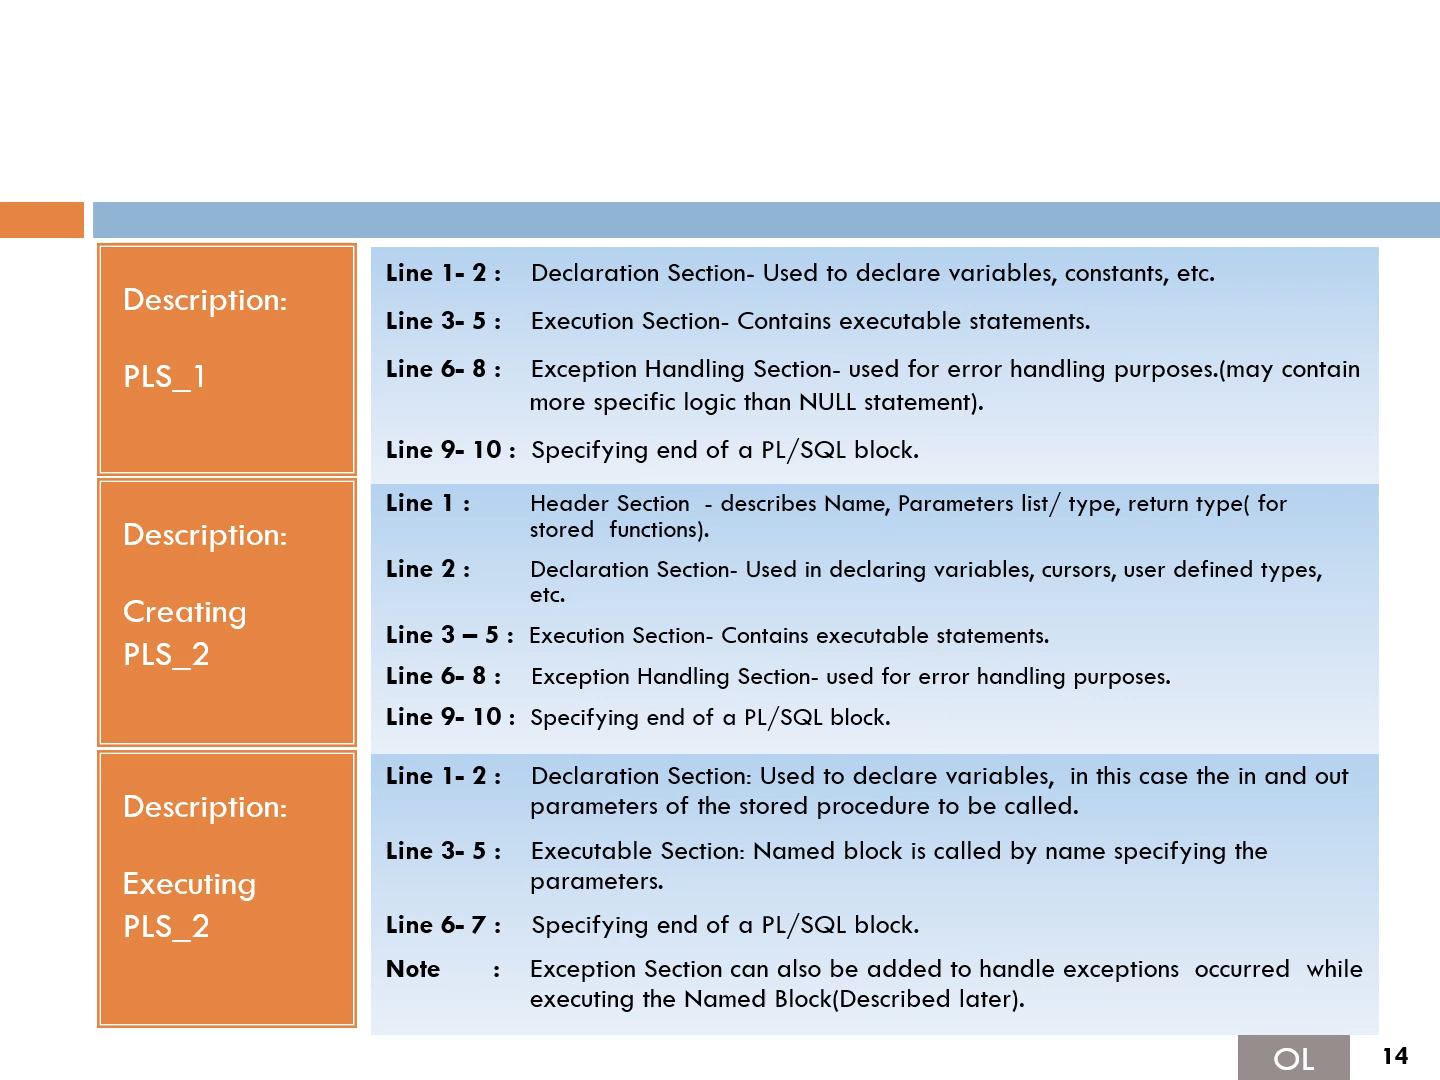 Description:
PLS_1
Line 1- 2 : Declaration Section- Used to declare variables, constants, etc.
Line 3- 5 : Execution Section- Contains executable statements.
Line 6- 8 : Exception Handling Section- used for error handling purposes.(may contain
more specific logic than NULL statement).
Line 9- 10 : Specifying end of a PL/SQL block.
Description:
Creating
PLS_2
Line 1 : Header Section - describes Name, Parameters list/ type, return type( for
stored functions).
Line 2 : Declaration Section- Used in declaring variables, cursors, user defined types,
etc.
Line 3 – 5 : Execution Section- Contains executable statements.
Line 6- 8 : Exception Handling Section- used for error handling purposes.
Line 9- 10 : Specifying end of a PL/SQL block.
Description:
Executing
PLS_2
Line 1- 2 : Declaration Section: Used to declare variables, in this case the in and out
parameters of the stored procedure to be called.
Line 3- 5 : Executable Section: Named block is called by name specifying the
parameters.
Line 6- 7 : Specifying end of a PL/SQL block.
Note : Exception Section can also be added to handle exceptions occurred while
executing the Named Block(Described later).
OL 14